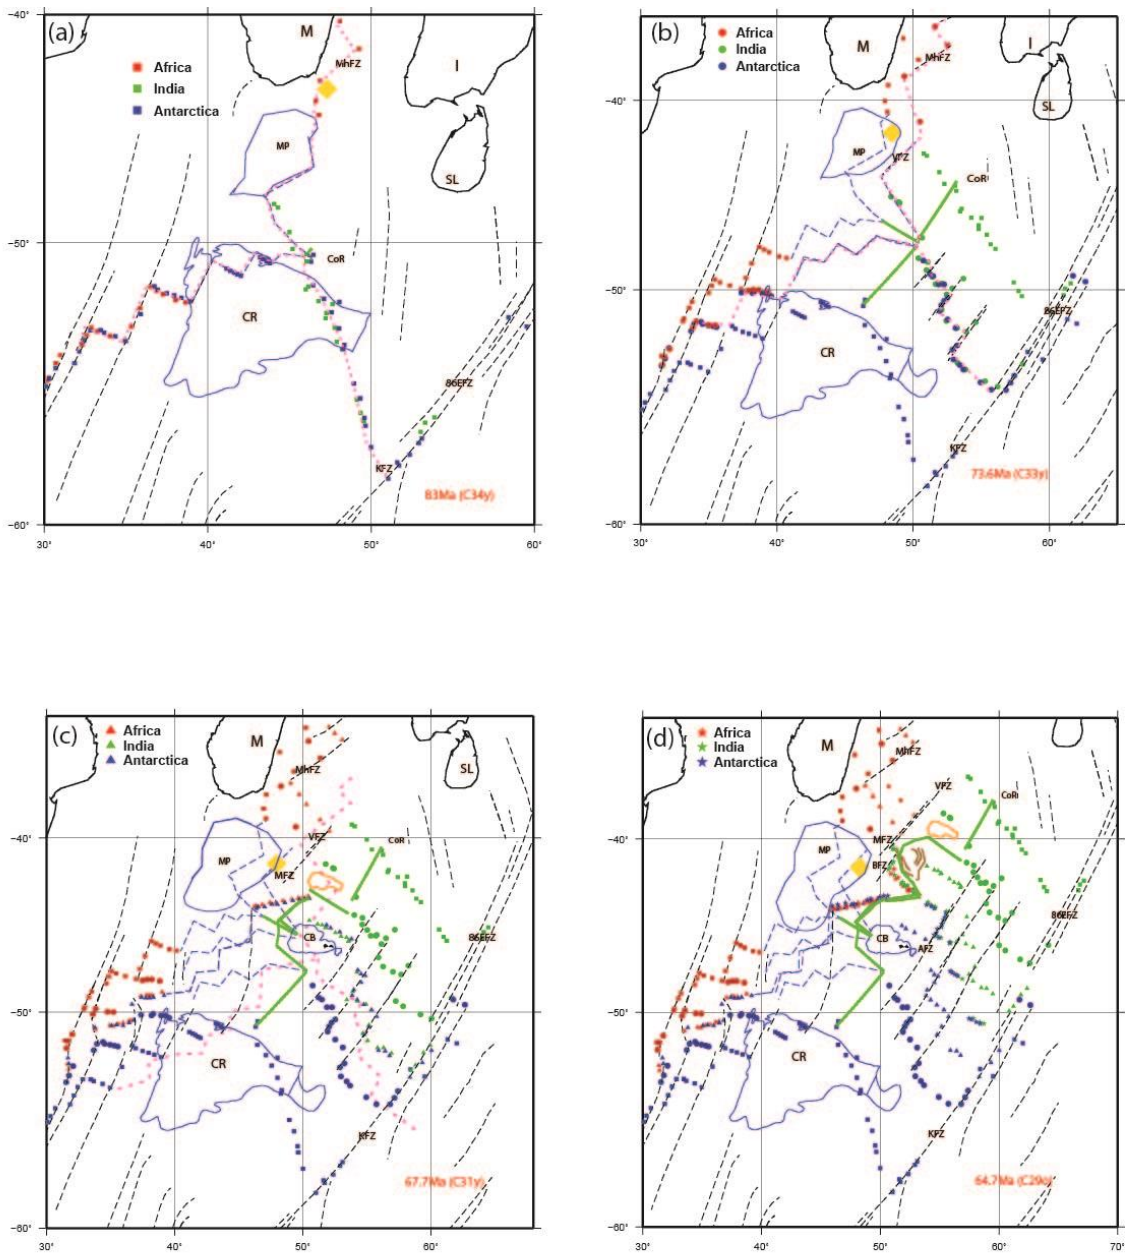 (a)
M
MhFZ
I
Africa
India
Antarctica
MP
SL
CoR
CR
86EFZ
KFZ
83Ma (C34y)
−40°
−50°
−60°
30°
40°
50°
60°
(b)
M
MhFZ
I
Africa
India
Antarctica
SL
MP
VFZ
CoR
86EFZ
CR
KFZ
73.6Ma (C33y)
−40°
−50°
−60°
30°
40°
50°
60°
(c)
M
MhFZ
SL
Africa
India
Antarctica
VFZ
CoR
MP
MFZ
CB
86EFZ
CR
KFZ
67.7Ma (C31y)
−40°
−50°
−60°
30°
40°
50°
60°
(d)
M
MhFZ
Africa
India
Antarctica
VFZ
CoR
MFZ
MP
BFZ
86EFZ
CB
AFZ
CR
KFZ
64.7Ma (C29o)
−40°
−50°
−60°
30°
40°
50°
60°
70°